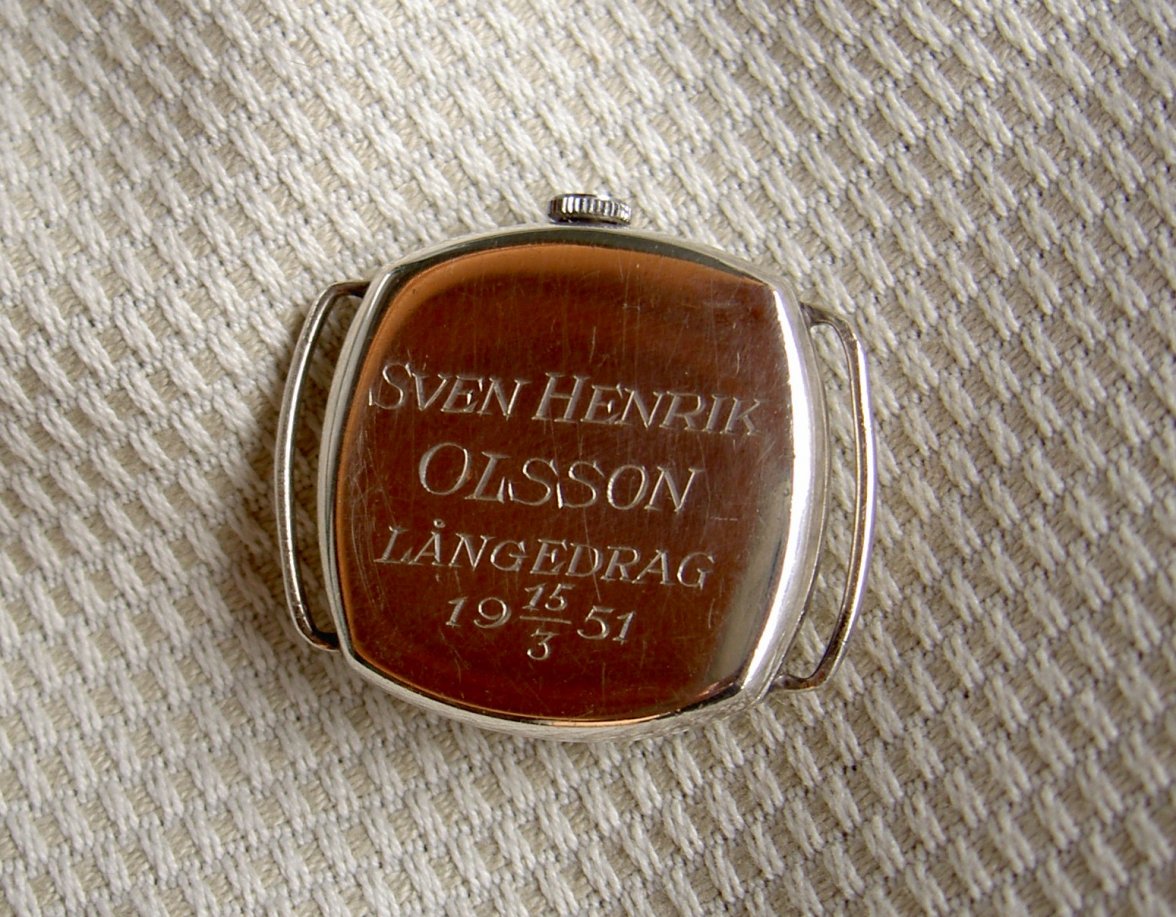 SVEN HENRIK
OLSSON
LÅNGEDRAG
19 15/3 51